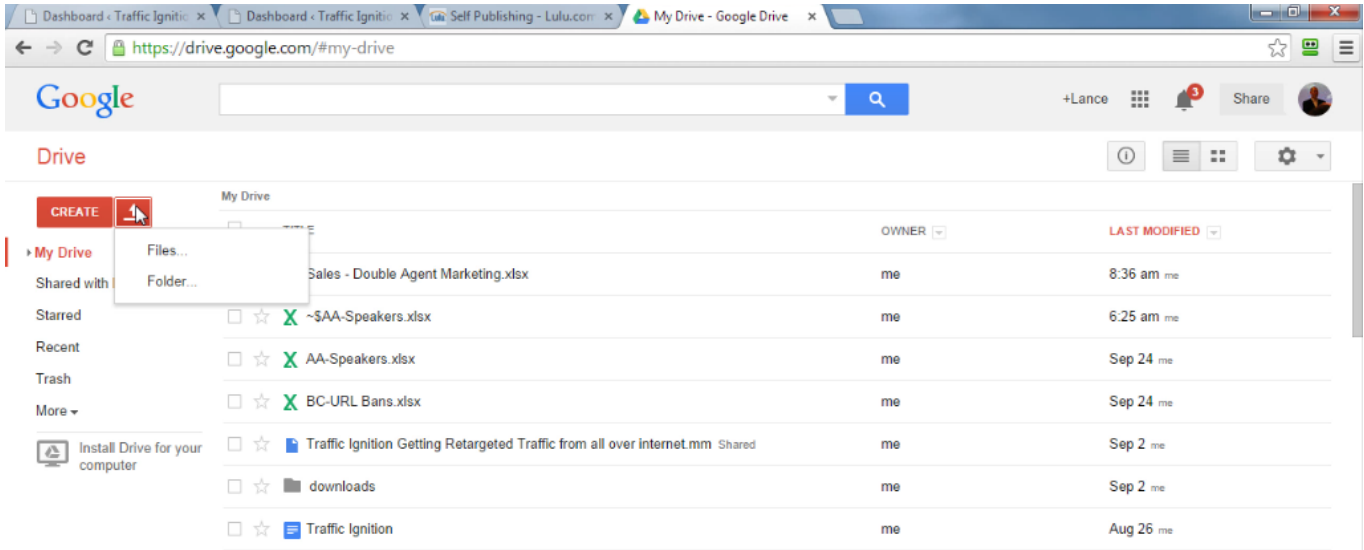 Dashboard ‹ Traffic Ignitio
Dashboard ‹ Traffic Ignitio
Self Publishing - Lulu.com
My Drive - Google Drive
https://drive.google.com/#my-drive
Google
+Lance
3
Share
Drive
CREATE
My Drive
TITLE
OWNER
LAST MODIFIED
My Drive
Files...
Shared with
Folder...
Sales - Double Agent Marketing.xlsx
me
8:36 am me
Starred
~$AA-Speakers.xlsx
me
6:25 am me
Recent
AA-Speakers.xlsx
me
Sep 24 me
Trash
More
BC-URL Bans.xlsx
me
Sep 24 me
Install Drive for your
computer
Traffic Ignition Getting Retargeted Traffic from all over internet.mm Shared
me
Sep 2 me
downloads
me
Sep 2 me
Traffic Ignition
me
Aug 26 me